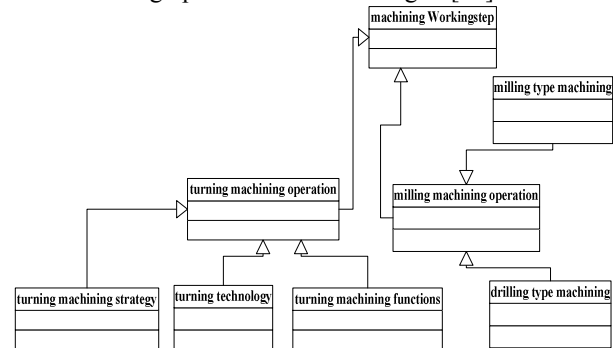 machining Workingstep
milling type machining
turning machining operation
milling machining operation
turning machining strategy
turning technology
turning machining functions
drilling type machining